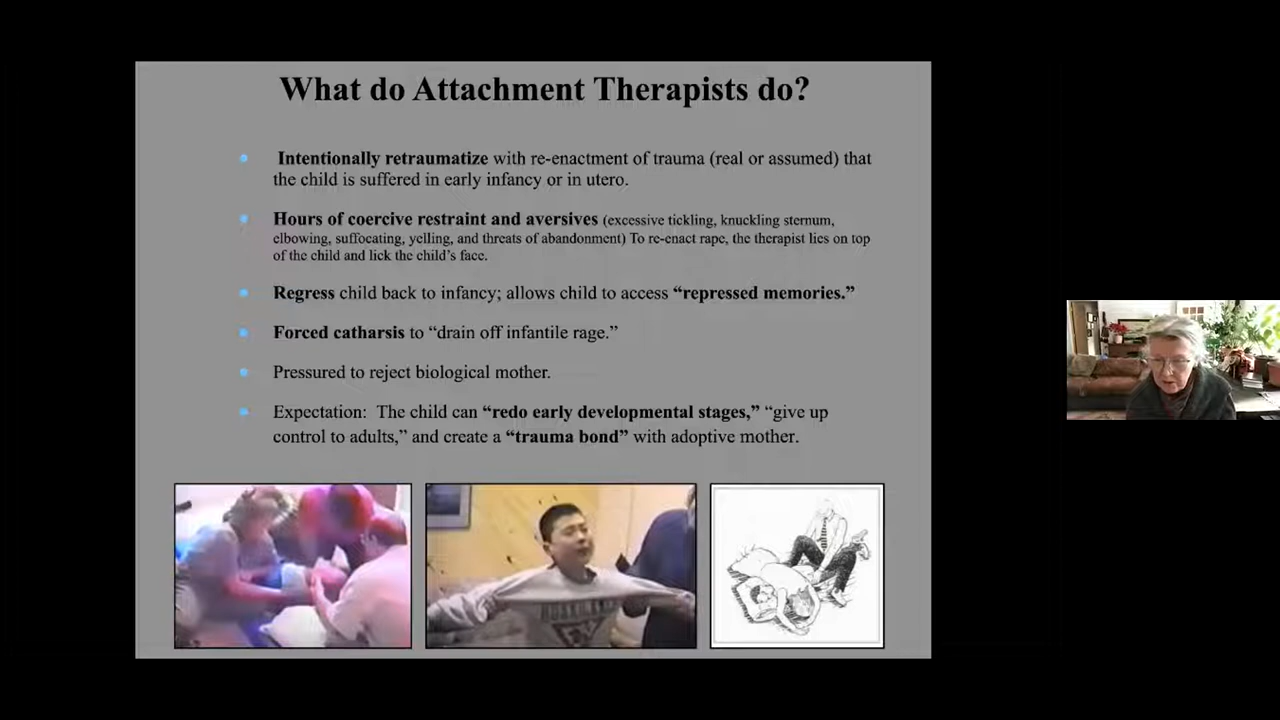 What do Attachment Therapists do?
Intentionally retraumatize with re-enactment of trauma (real or assumed) that
the child is suffered in early infancy or in utero.
Hours of coercive restraint and aversives (excessive tickling, knuckling sternum,
elbowing, suffocating, yelling, and threats of abandonment) To re-enact rape, the therapist lies on top
of the child and lick the child’s face.
Regress child back to infancy; allows child to access “repressed memories.”
Forced catharsis to “drain off infantile rage.”
Pressured to reject biological mother.
Expectation: The child can “redo early developmental stages,” “give up
control to adults,” and create a “trauma bond” with adoptive mother.